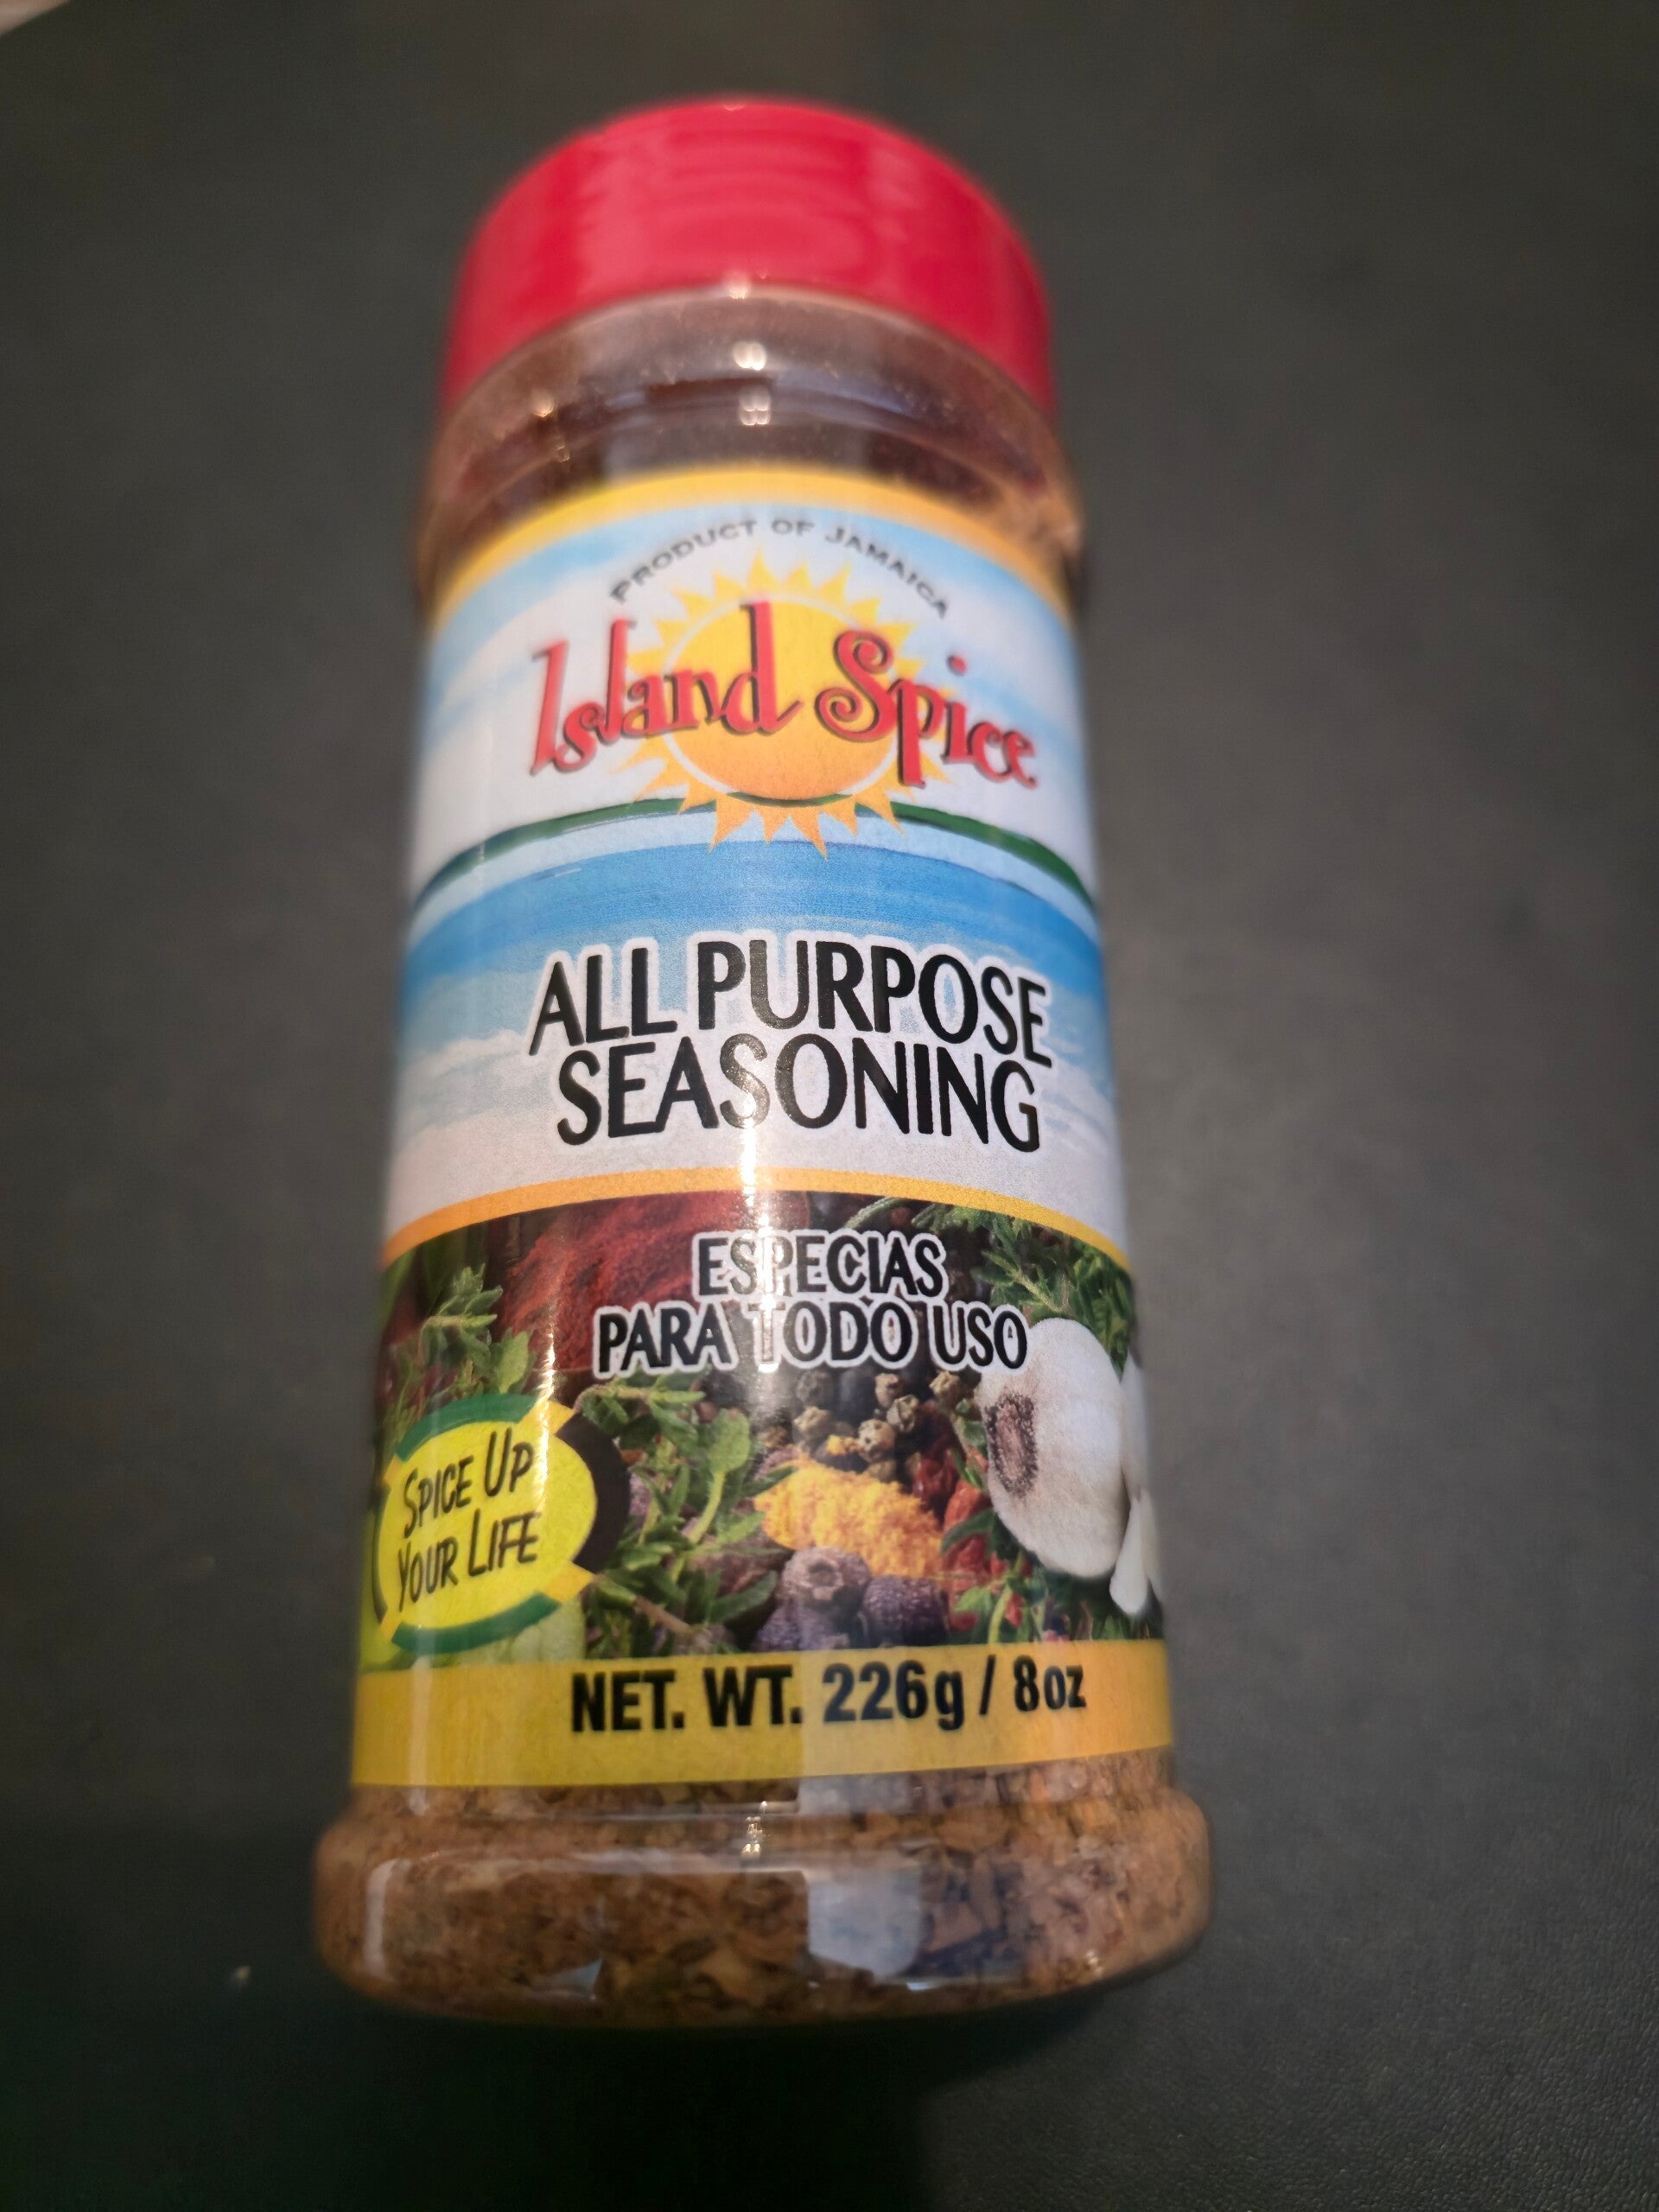 PRODUCT OF JAMAICA
Island Spice
ALL PURPOSE
SEASONING
ESPECIAS
PARA TODO USO
SPICE UP
YOUR LIFE
NET. WT. 226g / 8oz